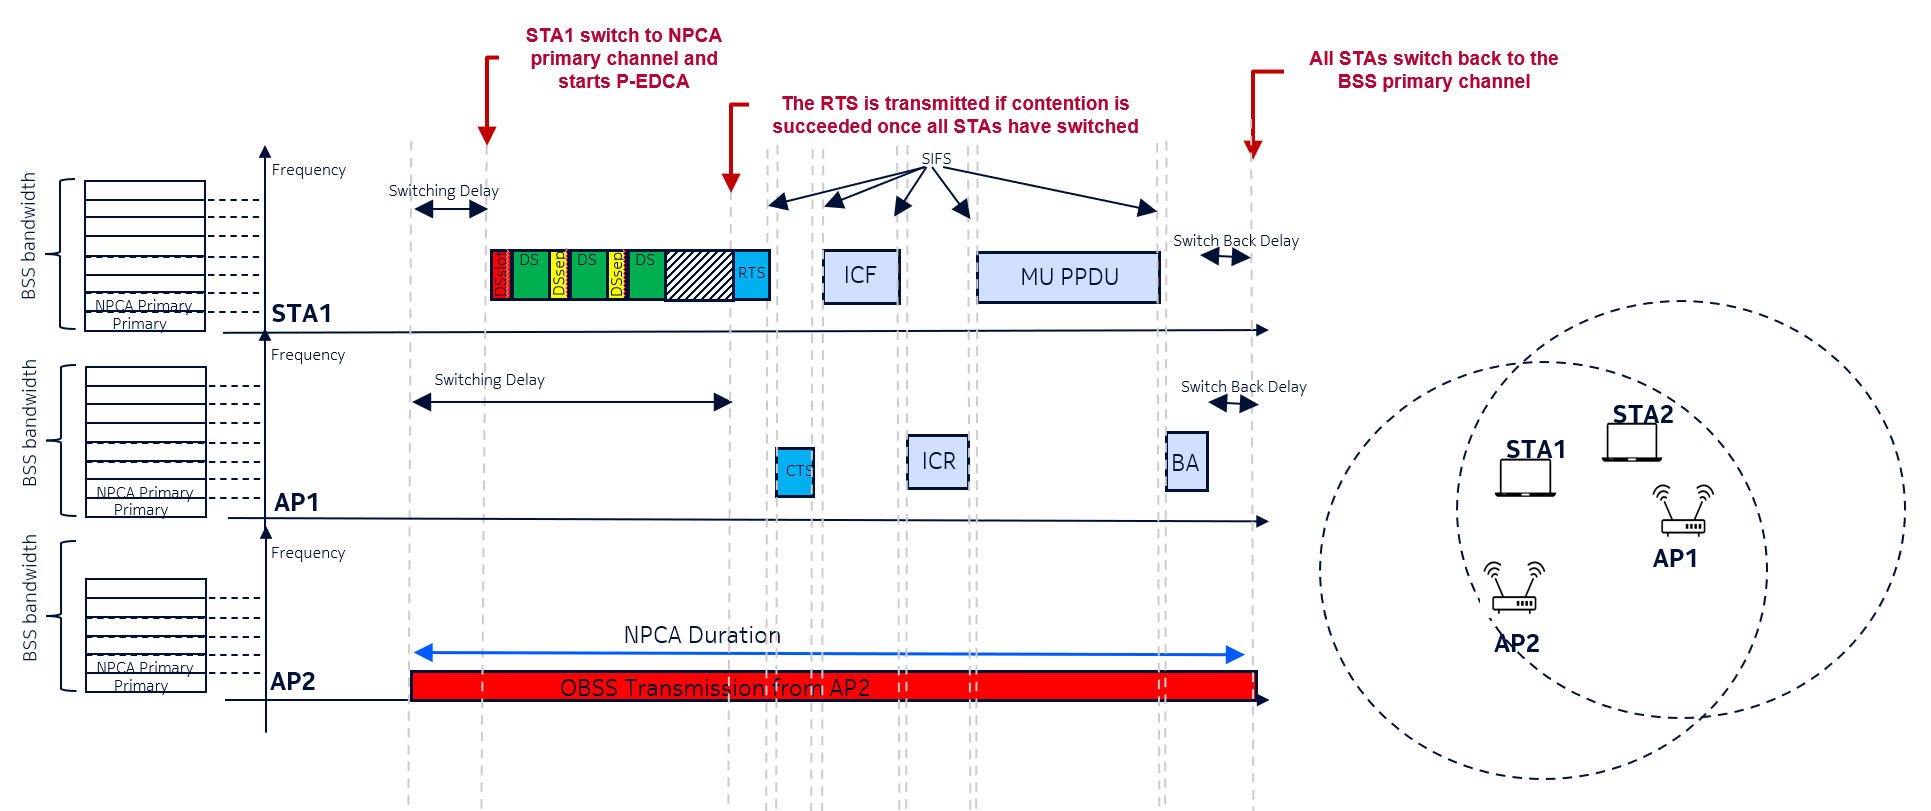 STA1 switch to NPCA
primary channel and
starts P-EDCA
The RTS is transmitted if contention is
succeeded once all STAs have switched
All STAs switch back to the
BSS primary channel
SIFS
BSS bandwidth
Frequency
Switching Delay
Switch Back Delay
DSslot
DS
DSsep
DS
DSsep
DS
RTS
ICF
MU PPDU
NPCA Primary
Primary
STA1
BSS bandwidth
Frequency
Switching Delay
Switch Back Delay
CTS
ICR
BA
NPCA Primary
Primary
AP1
BSS bandwidth
Frequency
NPCA Duration
NPCA Primary
Primary
AP2
OBSS Transmission from AP2
STA2
STA1
AP1
AP2